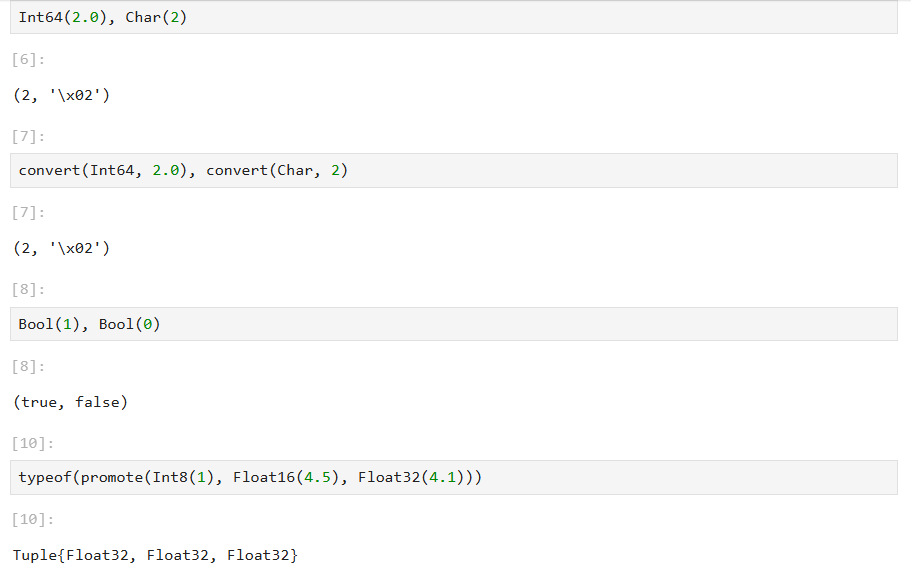 Int64(2.0), Char(2)
[6]:
(2, '\x02')
[7]:
convert(Int64, 2.0), convert(Char, 2)
[7]:
(2, '\x02')
[8]:
Bool(1), Bool(0)
[8]:
(true, false)
[10]:
typeof(promote(Int8(1), Float16(4.5), Float32(4.1)))
[10]:
Tuple{Float32, Float32, Float32}